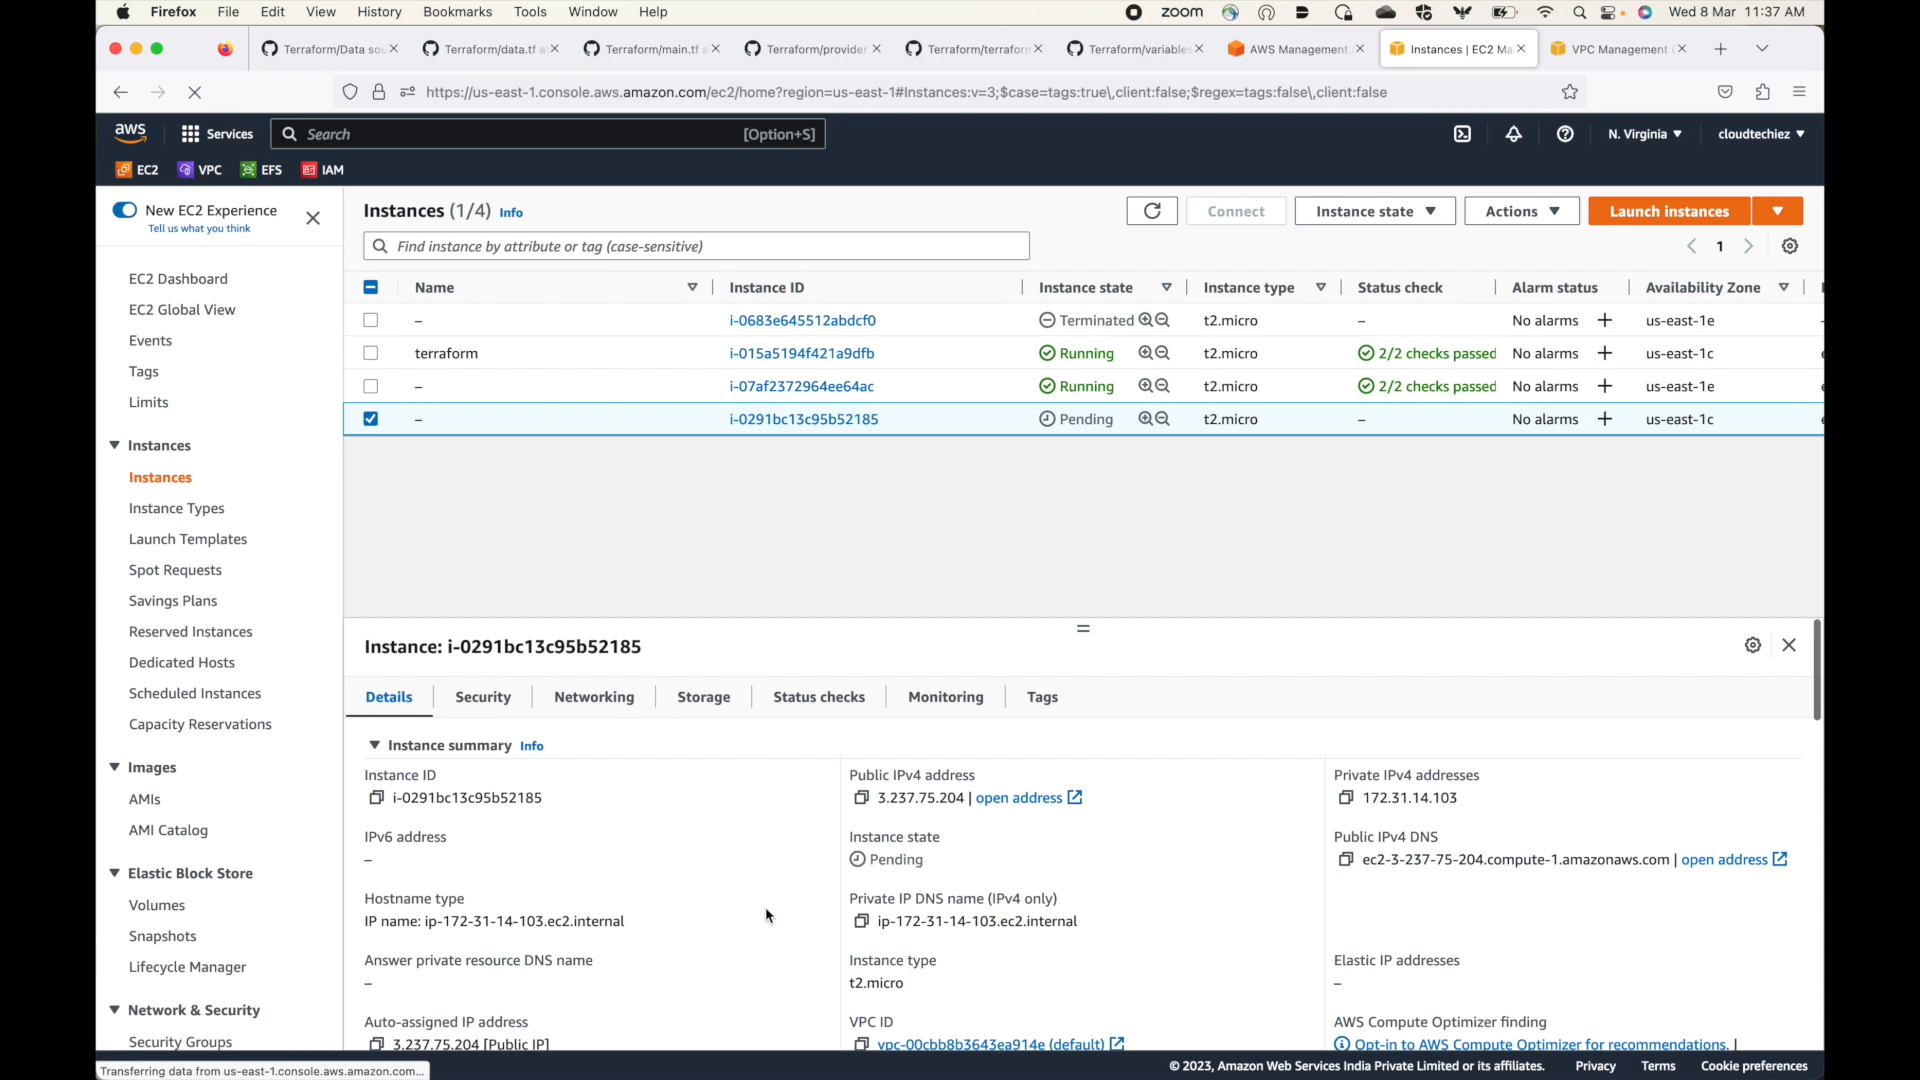 Firefox File Edit View History Bookmarks Tools Window Help zoom Wed 8 Mar 11:37 AM
Terraform/Data sou Terraform/data.tf a Terraform/main.tf a Terraform/provider Terraform/terraform Terraform/variables AWS Management Instances | EC2 Ma VPC Management C
https://us-east-1.console.aws.amazon.com/ec2/home?region=us-east-1#Instances:v=3;$case=tags:true\,client:false;$regex=tags:false\,client:false
aws Services Search [Option+S] N. Virginia cloudtechiez
EC2 VPC EFS IAM
New EC2 Experience
Tell us what you think
EC2 Dashboard
EC2 Global View
Events
Tags
Limits
Instances
Instances
Instance Types
Launch Templates
Spot Requests
Savings Plans
Reserved Instances
Dedicated Hosts
Scheduled Instances
Capacity Reservations
Images
AMIs
AMI Catalog
Elastic Block Store
Volumes
Snapshots
Lifecycle Manager
Network & Security
Security Groups
Instances (1/4) Info Connect Instance state Actions Launch instances
Find instance by attribute or tag (case-sensitive) 1
Name Instance ID Instance state Instance type Status check Alarm status Availability Zone
– i-0683e645512abdcf0 Terminated t2.micro – No alarms + us-east-1e
terraform i-015a5194f421a9dfb Running t2.micro 2/2 checks passed No alarms + us-east-1c
– i-07af2372964ee64ac Running t2.micro 2/2 checks passed No alarms + us-east-1e
– i-0291bc13c95b52185 Pending t2.micro – No alarms + us-east-1c
Instance: i-0291bc13c95b52185
Details Security Networking Storage Status checks Monitoring Tags
Instance summary Info
Instance ID Public IPv4 address Private IPv4 addresses
i-0291bc13c95b52185 3.237.75.204 | open address 172.31.14.103
IPv6 address Instance state Public IPv4 DNS
– Pending ec2-3-237-75-204.compute-1.amazonaws.com | open address
Hostname type Private IP DNS name (IPv4 only)
IP name: ip-172-31-14-103.ec2.internal ip-172-31-14-103.ec2.internal
Answer private resource DNS name Instance type Elastic IP addresses
– t2.micro –
Auto-assigned IP address VPC ID AWS Compute Optimizer finding
3.237.75.204 [Public IP] vpc-00cbb8b3643ea914e (default) Opt-in to AWS Compute Optimizer for recommendations. |
Transferring data from us-east-1.console.aws.amazon.com... © 2023, Amazon Web Services India Private Limited or its affiliates. Privacy Terms Cookie preferences